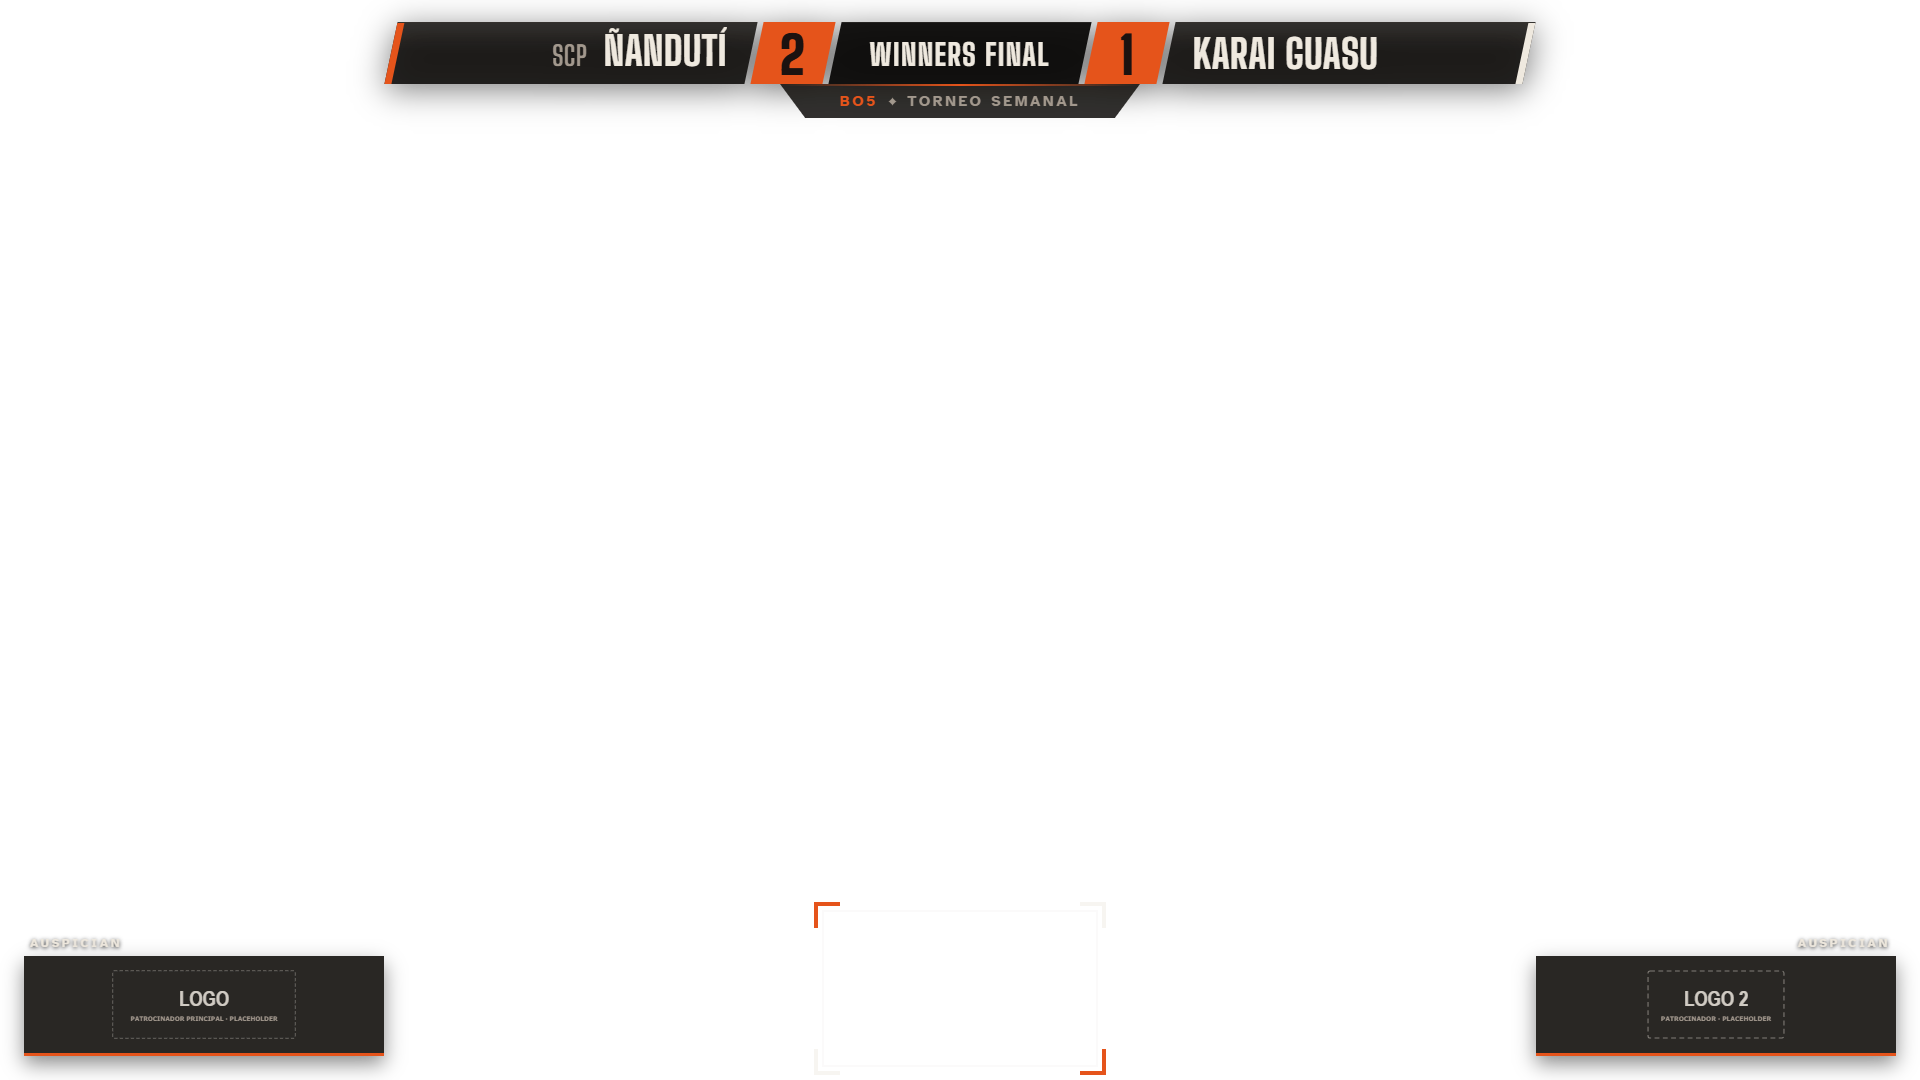 SCP ÑANDUTÍ 2 WINNERS FINAL 1 KARAI GUASU
BO5 ⌖ TORNEO SEMANAL
AUSPICIAN
LOGO
PATROCINADOR PRINCIPAL · PLACEHOLDER
AUSPICIAN
LOGO 2
PATROCINADOR · PLACEHOLDER